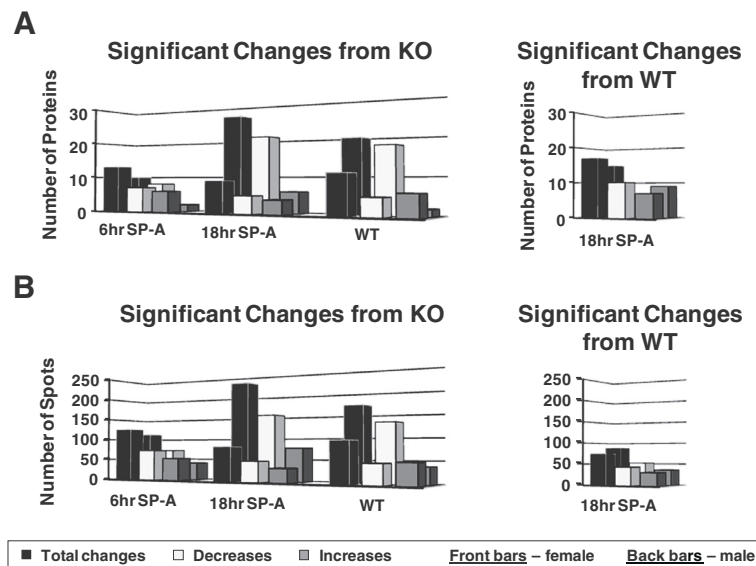 A
Significant Changes from KO
Number of Proteins
30
20
10
0
6hr SP-A
18hr SP-A
WT
Significant Changes
from WT
Number of Proteins
30
20
10
0
18hr SP-A
B
Significant Changes from KO
Number of Spots
250
200
150
100
50
0
6hr SP-A
18hr SP-A
WT
Significant Changes
from WT
250
200
150
100
50
0
18hr SP-A
Total changes Decreases Increases Front bars – female Back bars – male